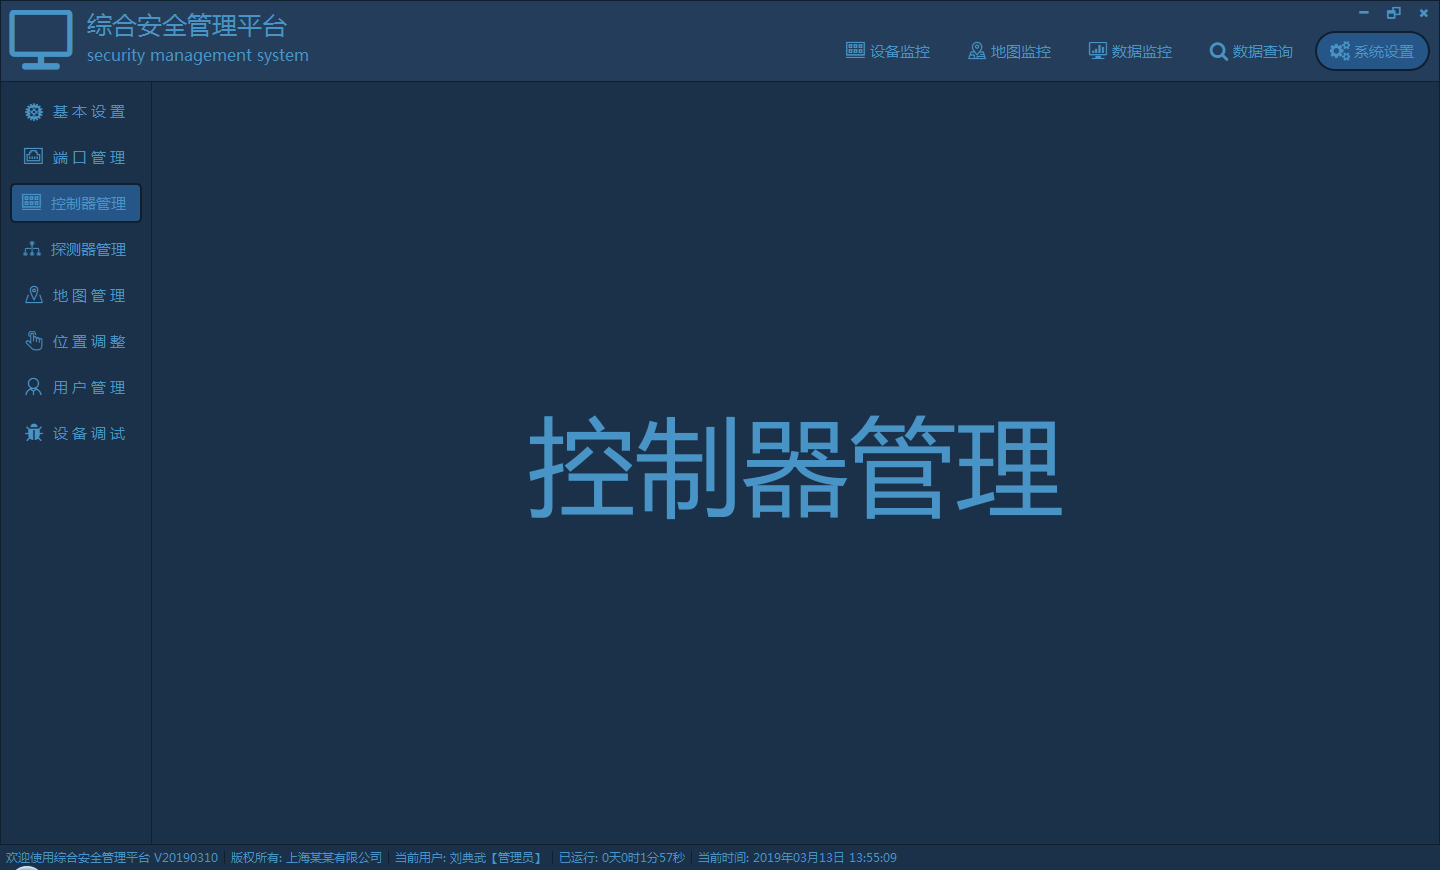 综合安全管理平台
security management system
设备监控 地图监控 数据监控 数据查询 系统设置
基本设置
端口管理
控制器管理
探测器管理
地图管理
位置调整
用户管理
设备调试
控制器管理
欢迎使用综合安全管理平台 V20190310 版权所有: 上海某某有限公司 当前用户: 刘典武【管理员】 已运行: 0天0时1分57秒 当前时间: 2019年03月13日 13:55:09